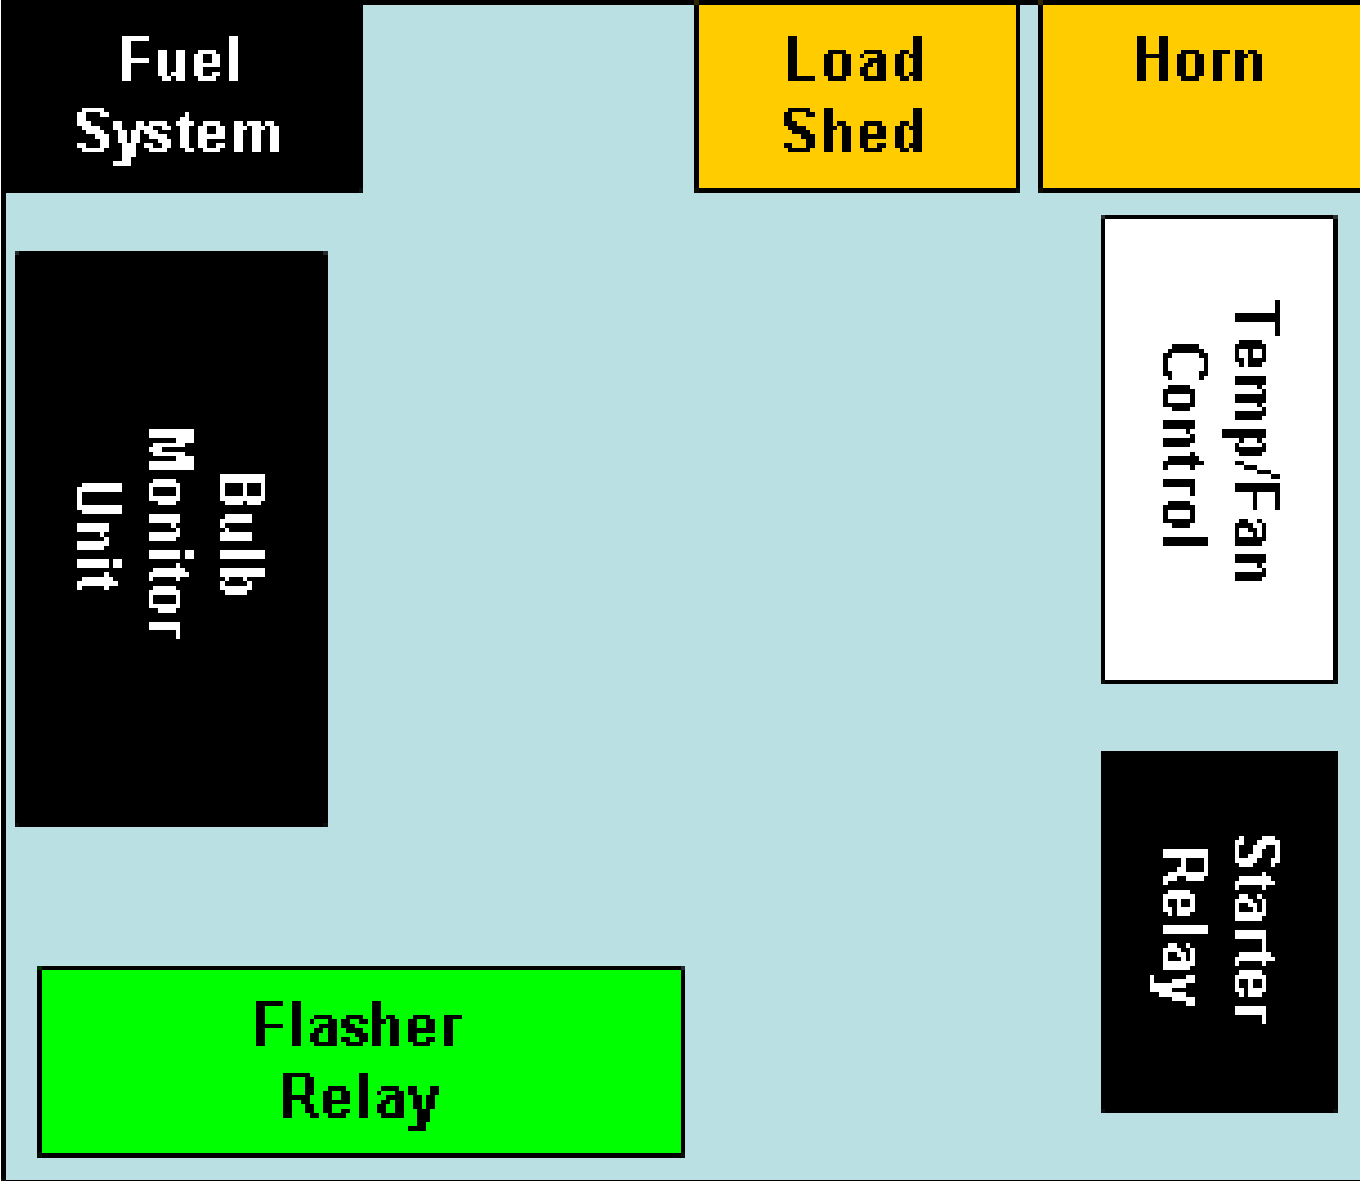 Fuel
System
Load
Shed
Horn
Temp/Fan
Control
Bulb
Monitor
Unit
Starter
Relay
Flasher
Relay